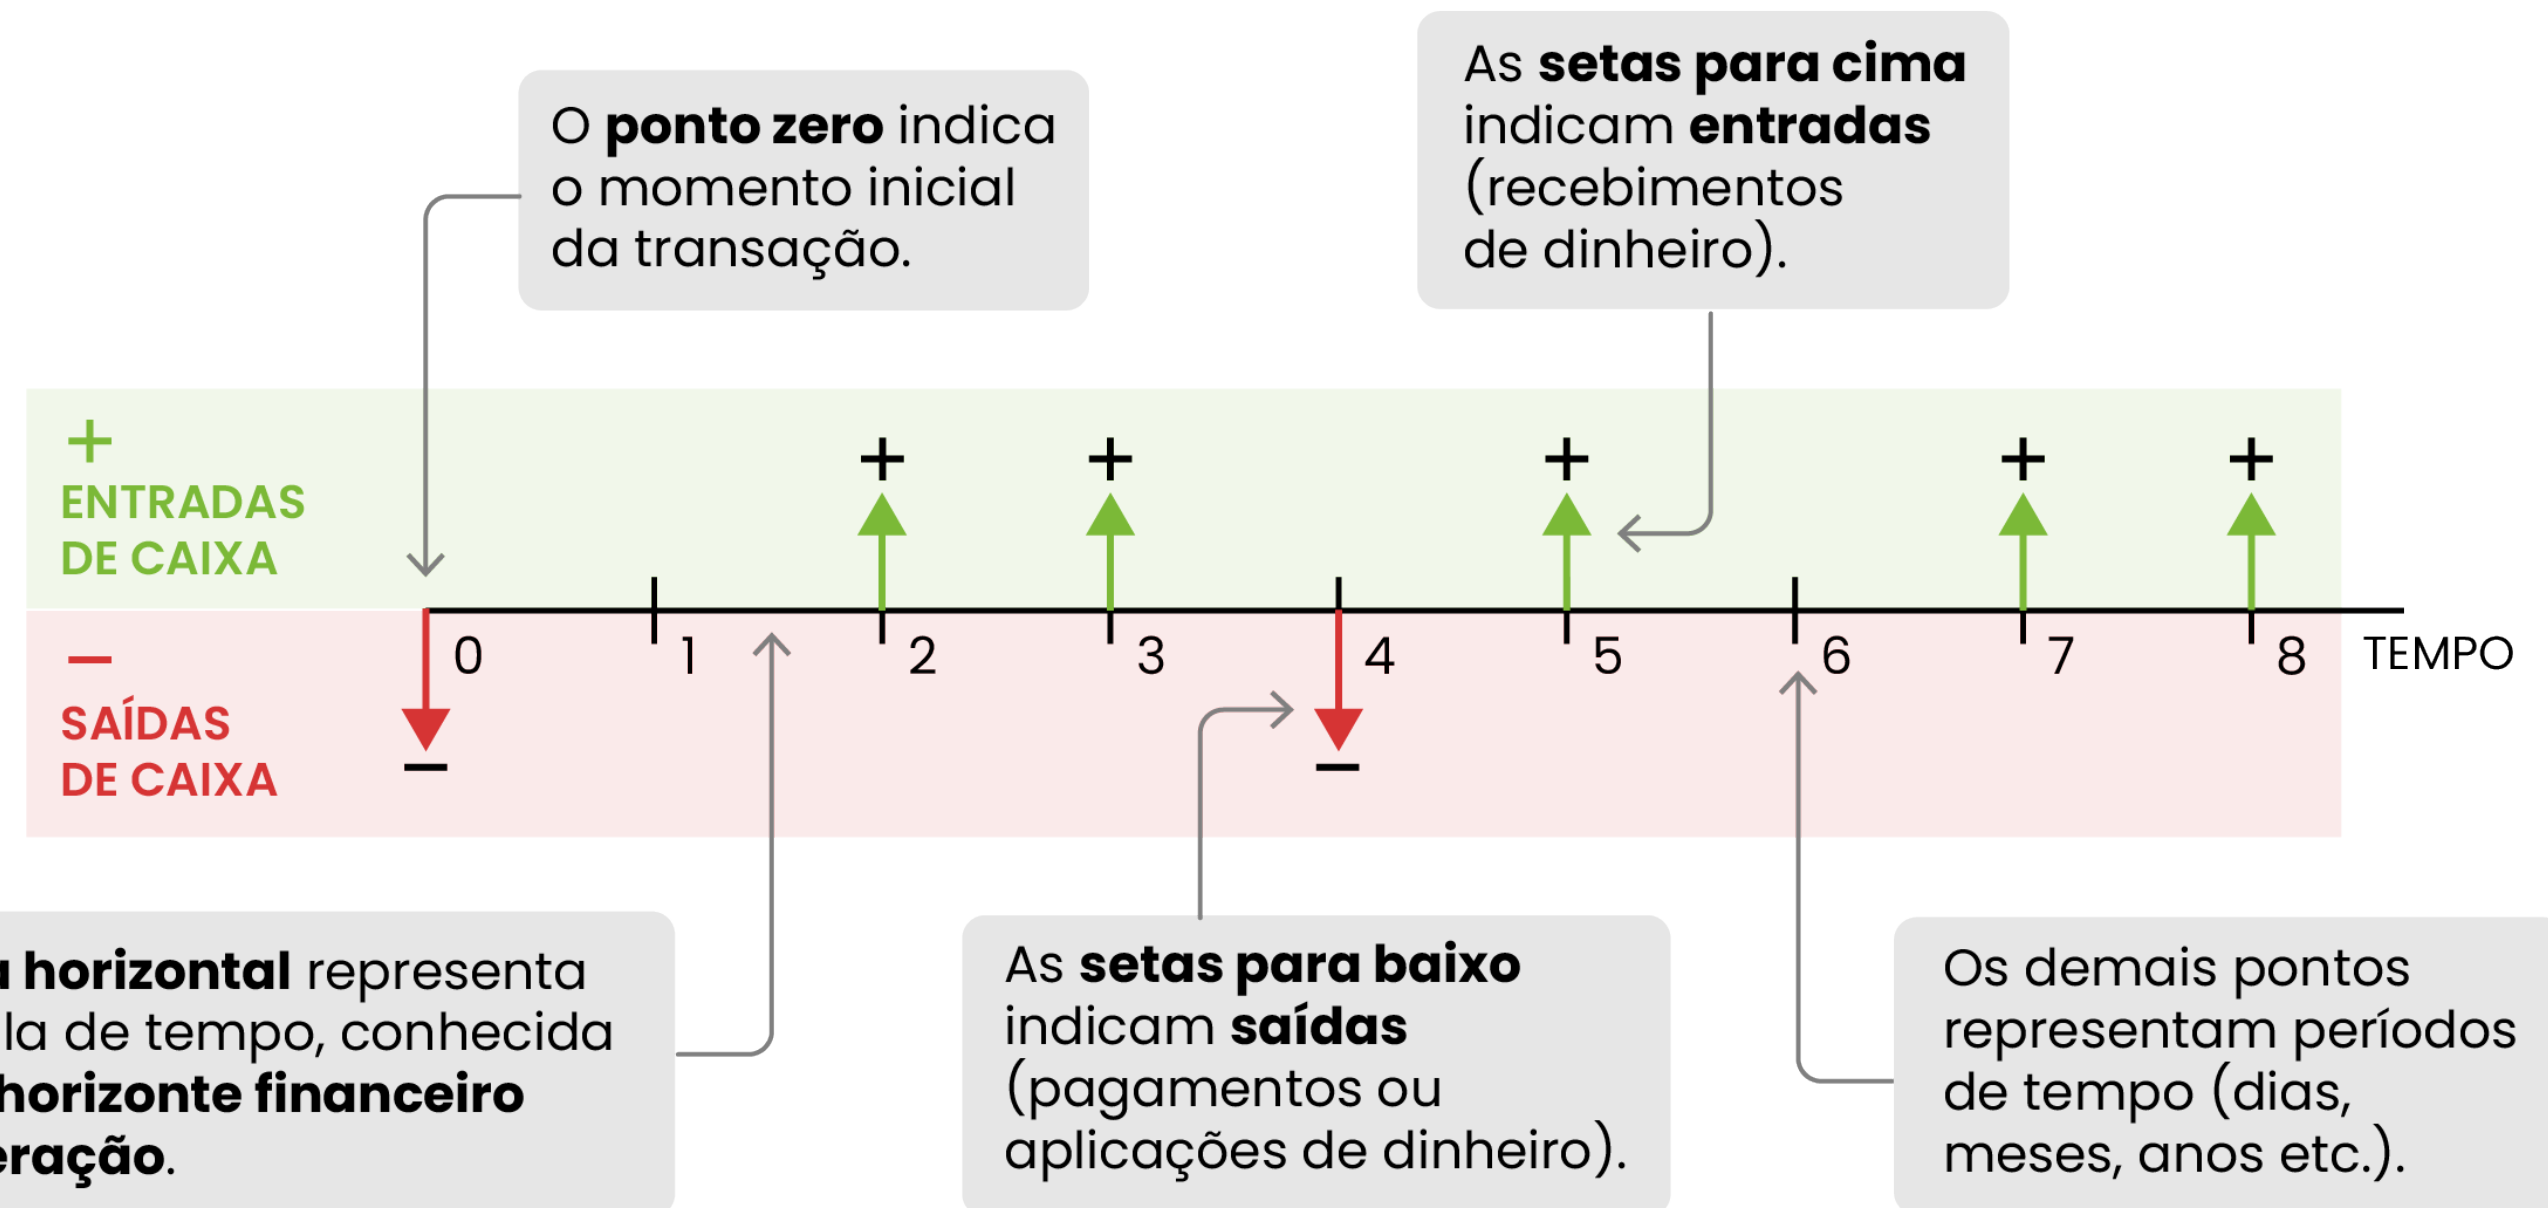 O ponto zero indica
o momento inicial
da transação.
As setas para cima
indicam entradas
(recebimentos
de dinheiro).
+
ENTRADAS
DE CAIXA
+ + + + +
0 1 2 3 4 5 6 7 8 TEMPO
−
SAÍDAS
DE CAIXA
− −
horizontal representa
de tempo, conhecida
horizonte financeiro
As setas para baixo
indicam saídas
(pagamentos ou
aplicações de dinheiro).
Os demais pontos
representam períodos
de tempo (dias,
meses, anos etc.).